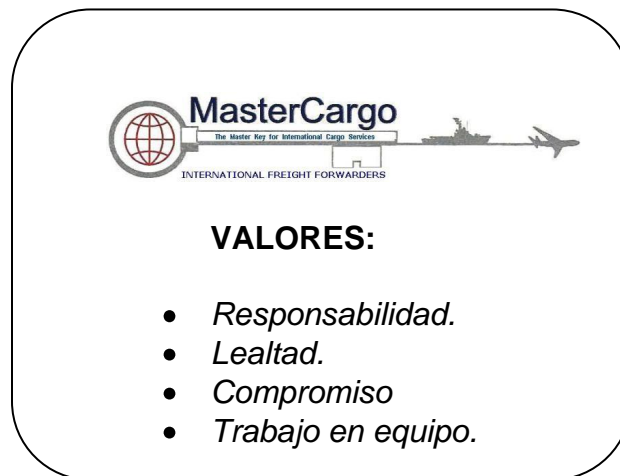 MasterCargo
The Master Key for International Cargo Services
INTERNATIONAL FREIGHT FORWARDERS
VALORES:
• Responsabilidad.
• Lealtad.
• Compromiso
• Trabajo en equipo.